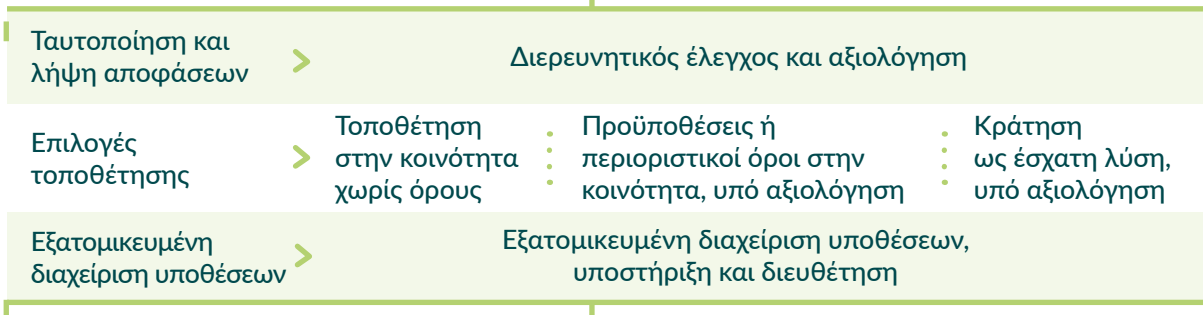 Ταυτοποίηση και
λήψη αποφάσεων
Διερευνητικός έλεγχος και αξιολόγηση
Επιλογές
τοποθέτησης
Τοποθέτηση
στην κοινότητα
χωρίς όρους
Προϋποθέσεις ή
περιοριστικοί όροι στην
κοινότητα, υπό αξιολόγηση
Κράτηση
ως έσχατη λύση,
υπό αξιολόγηση
Εξατομικευμένη
διαχείριση υποθέσεων
Εξατομικευμένη διαχείριση υποθέσεων,
υποστήριξη και διευθέτηση